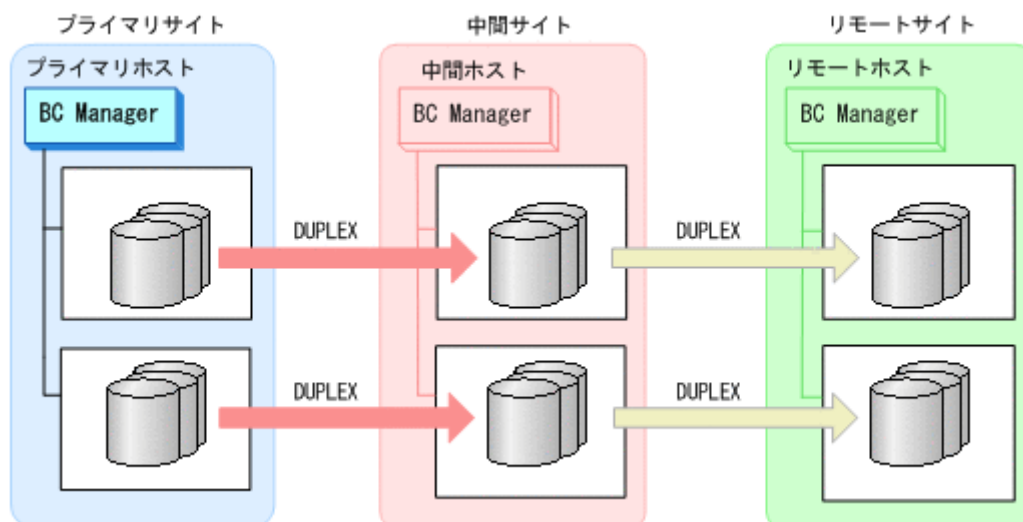 プライマリサイト
中間サイト
リモートサイト
プライマリホスト
中間ホスト
リモートホスト
BC Manager
BC Manager
BC Manager
DUPLEX
DUPLEX
DUPLEX
DUPLEX